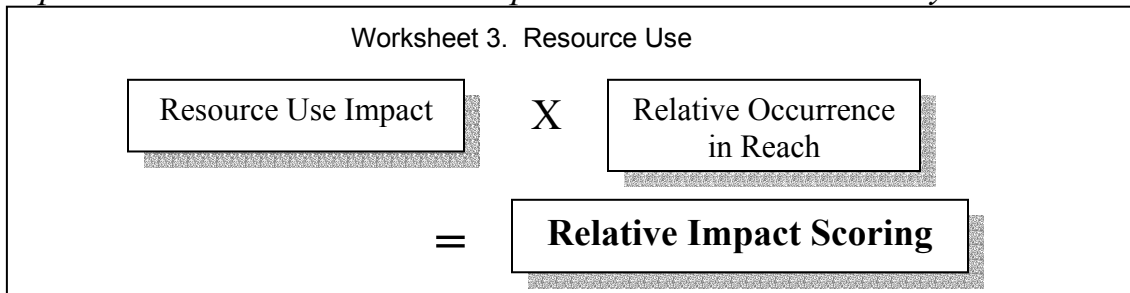 Worksheet 3. Resource Use
Resource Use Impact X Relative Occurrence
in Reach
= Relative Impact Scoring